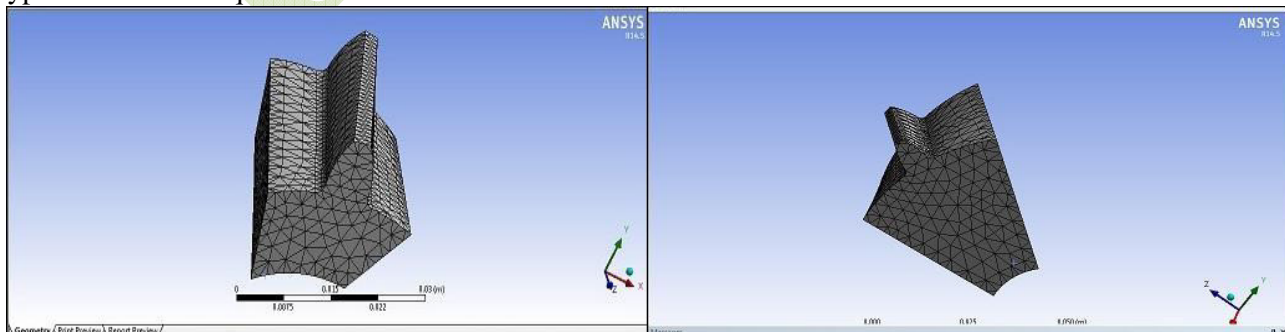 ANSYS
R14.5
Y
X
Z
0
0.015
0.03 (m)
0.0075
0.022
Geometry / Print Preview / Report Preview /
ANSYS
R14.5
Z
Y
0.000
0.025
0.050 (m)